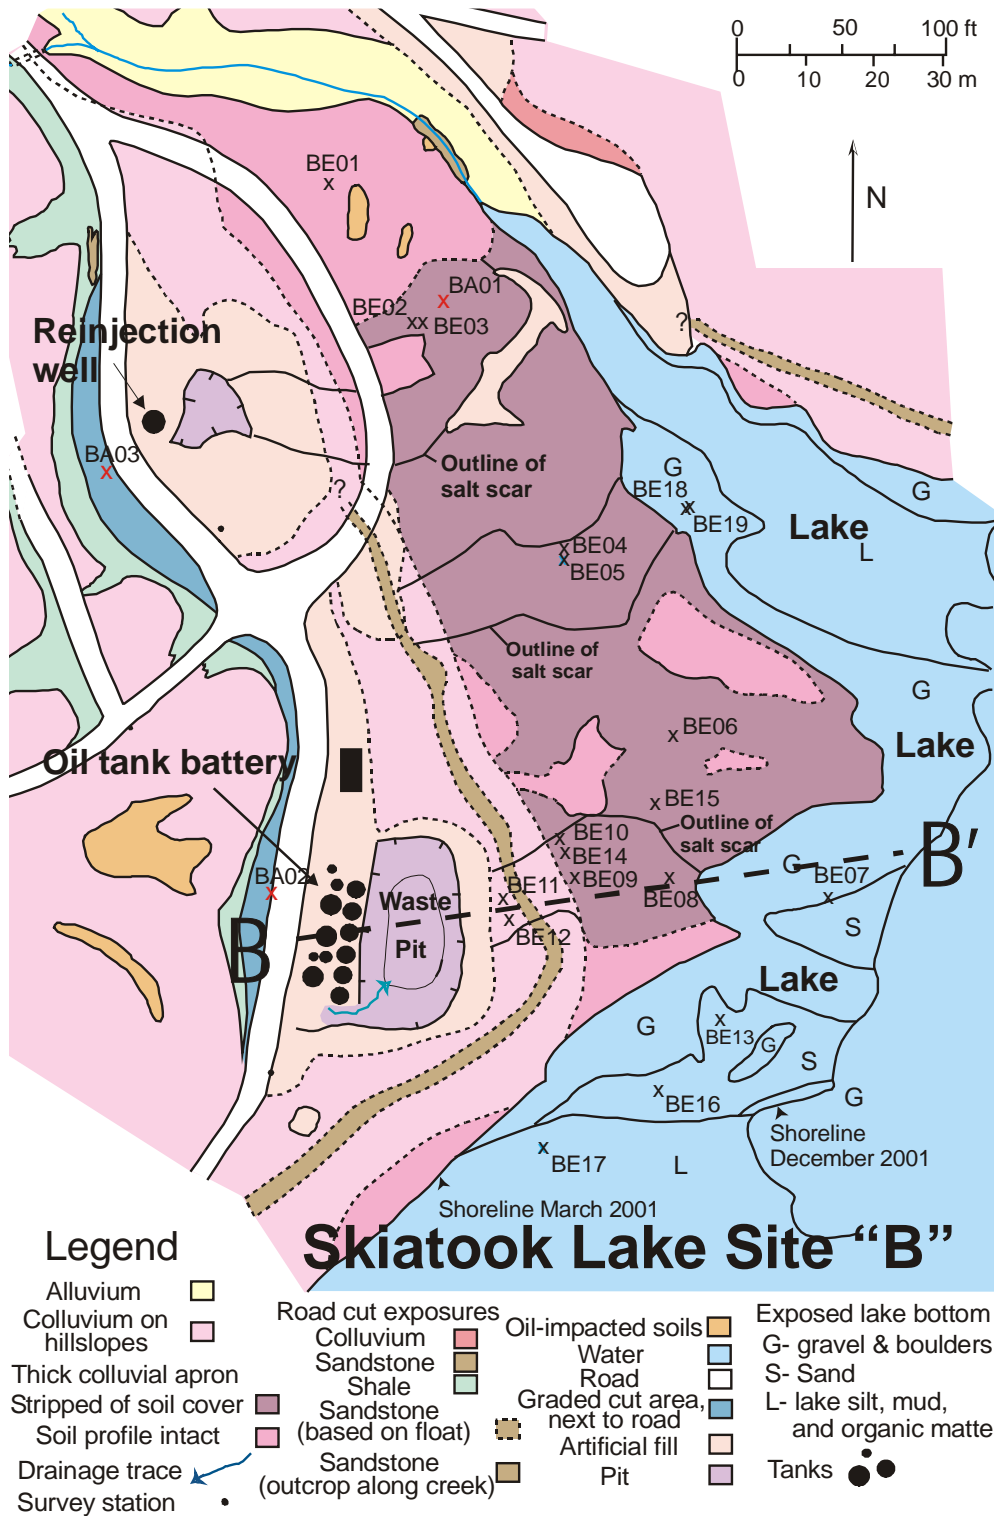 0 50 100 ft
0 10 20 30 m
N
BE01
BA01
BE02
xx BE03
?
Reinjection
well
BA03
?
Outline of
salt scar
G
BE18
BE19
G
Lake
L
BE04
BE05
Outline of
salt scar
G
Lake
BE06
Oil tank battery
BE15
Outline of
salt scar
BE10
BE14
BE09
BE08
G
BE07
B'
BA02
BE11
BE12
Waste
Pit
B
S
Lake
G
BE13
G
S
BE16
G
Shoreline
December 2001
BE17
L
Shoreline March 2001
Skiatook Lake Site “B”
Legend
Alluvium
Colluvium on
hillslopes
Thick colluvial apron
Stripped of soil cover
Soil profile intact
Drainage trace
Survey station
Road cut exposures
Colluvium
Sandstone
Shale
Sandstone
(based on float)
Sandstone
(outcrop along creek)
Oil-impacted soils
Water
Road
Graded cut area,
next to road
Artificial fill
Pit
Exposed lake bottom
G- gravel & boulders
S- Sand
L- lake silt, mud,
and organic matte
Tanks